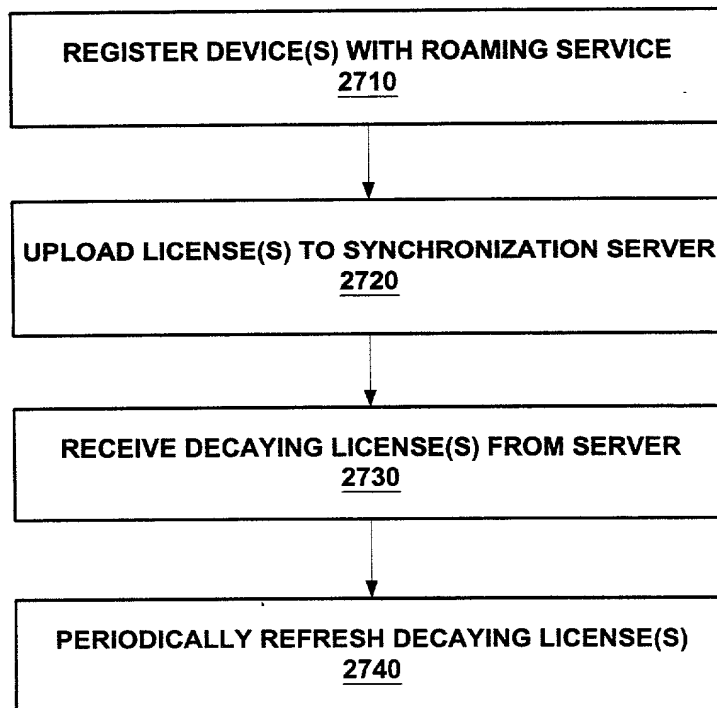 REGISTER DEVICE(S) WITH ROAMING SERVICE
2710
UPLOAD LICENSE(S) TO SYNCHRONIZATION SERVER
2720
RECEIVE DECAYING LICENSE(S) FROM SERVER
2730
PERIODICALLY REFRESH DECAYING LICENSE(S)
2740